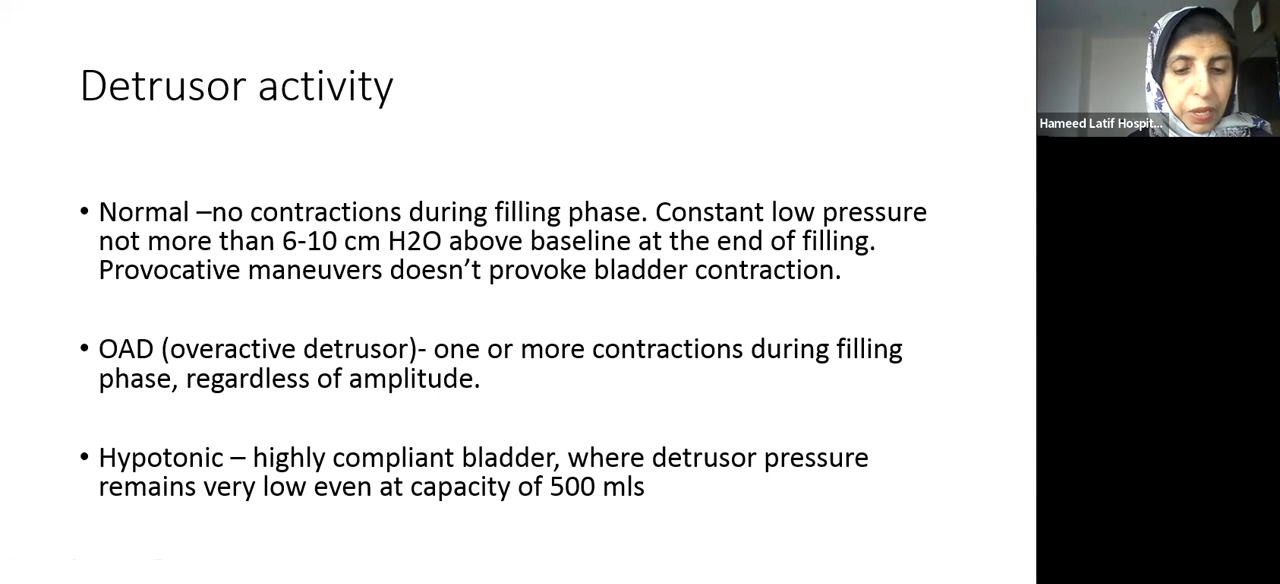 Detrusor activity
• Normal –no contractions during filling phase. Constant low pressure
not more than 6-10 cm H2O above baseline at the end of filling.
Provocative maneuvers doesn’t provoke bladder contraction.
• OAD (overactive detrusor)- one or more contractions during filling
phase, regardless of amplitude.
• Hypotonic – highly compliant bladder, where detrusor pressure
remains very low even at capacity of 500 mls
Hameed Latif Hospit...